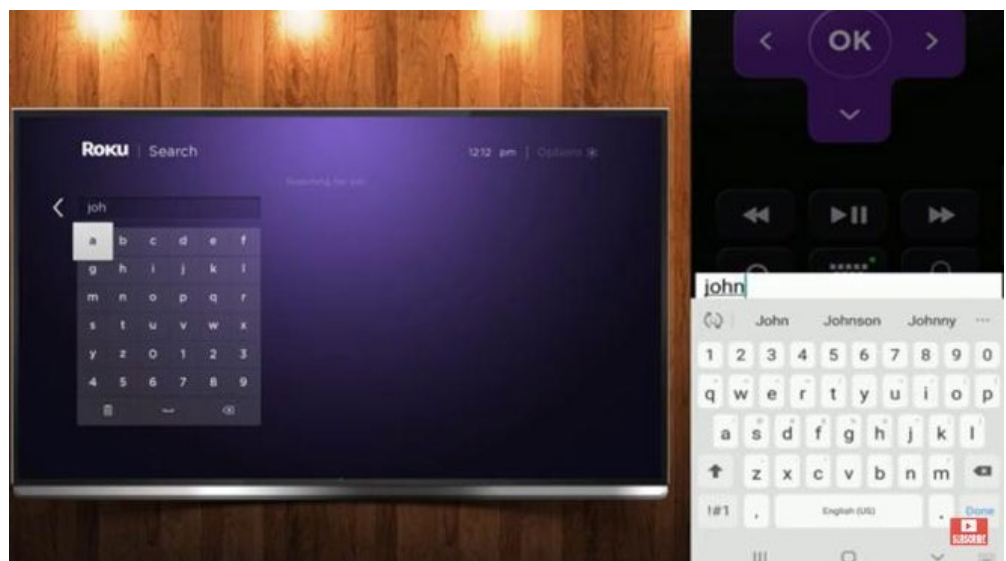 Roku | Search
12:12 pm | Options
joh
a b c d e f
g h i j k l
m n o p q r
s t u v w x
y z 0 1 2 3
4 5 6 7 8 9
OK
john
John Johnson Johnny ...
1 2 3 4 5 6 7 8 9 0
q w e r t y u i o p
a s d f g h j k l
z x c v b n m
!#1 , English (US) . Done
SUBSCRIBE